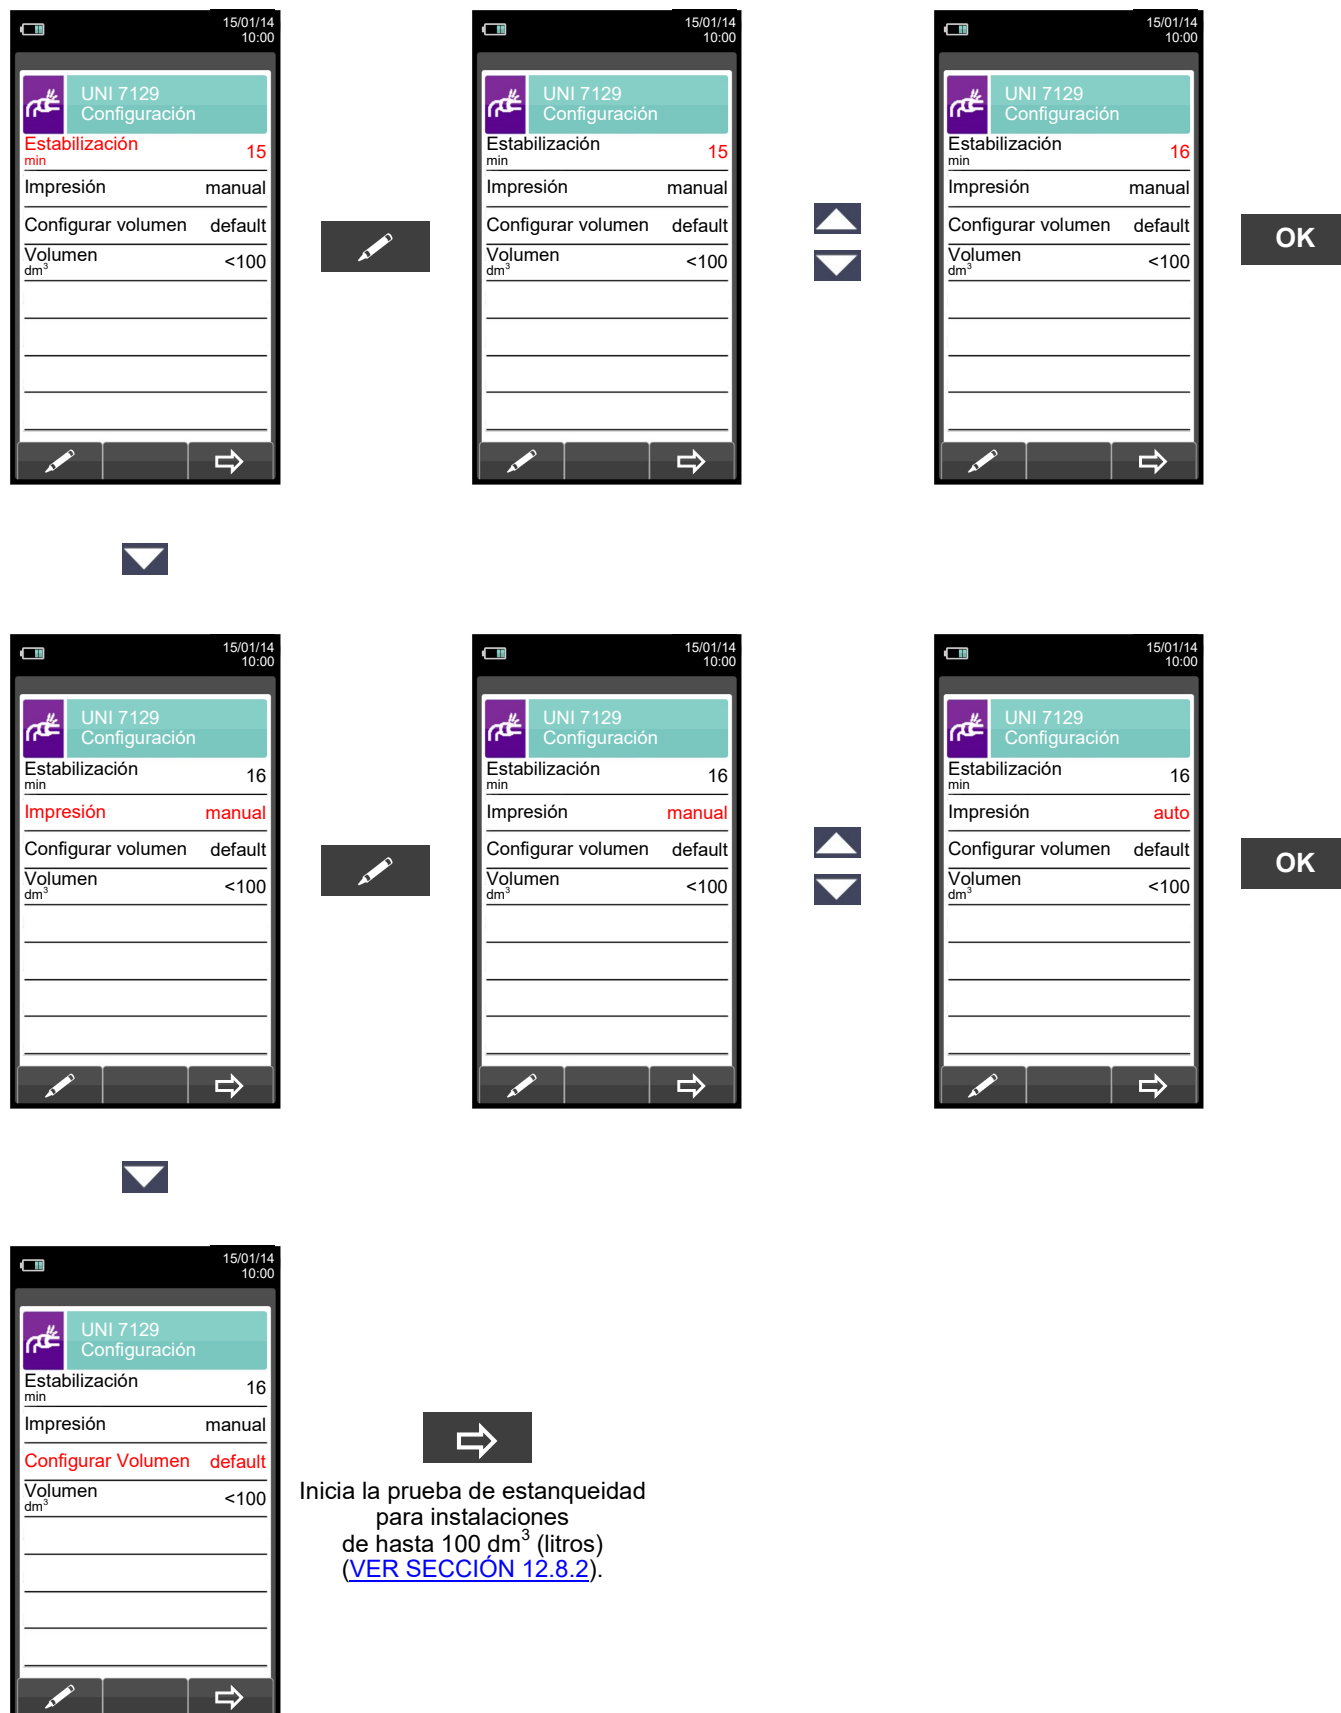 15/01/14
10:00
UNI 7129
Configuración
Estabilización
min
15
Impresión manual
Configurar volumen default
Volumen
dm³
<100
15/01/14
10:00
UNI 7129
Configuración
Estabilización
min
15
Impresión manual
Configurar volumen default
Volumen
dm³
<100
15/01/14
10:00
UNI 7129
Configuración
Estabilización
min
16
Impresión manual
Configurar volumen default
Volumen
dm³
<100
OK
15/01/14
10:00
UNI 7129
Configuración
Estabilización
min
16
Impresión manual
Configurar volumen default
Volumen
dm³
<100
15/01/14
10:00
UNI 7129
Configuración
Estabilización
min
16
Impresión manual
Configurar volumen default
Volumen
dm³
<100
15/01/14
10:00
UNI 7129
Configuración
Estabilización
min
16
Impresión auto
Configurar volumen default
Volumen
dm³
<100
OK
15/01/14
10:00
UNI 7129
Configuración
Estabilización
min
16
Impresión manual
Configurar Volumen default
Volumen
dm³
<100
Inicia la prueba de estanqueidad
para instalaciones
de hasta 100 dm³ (litros)
(VER SECCIÓN 12.8.2).